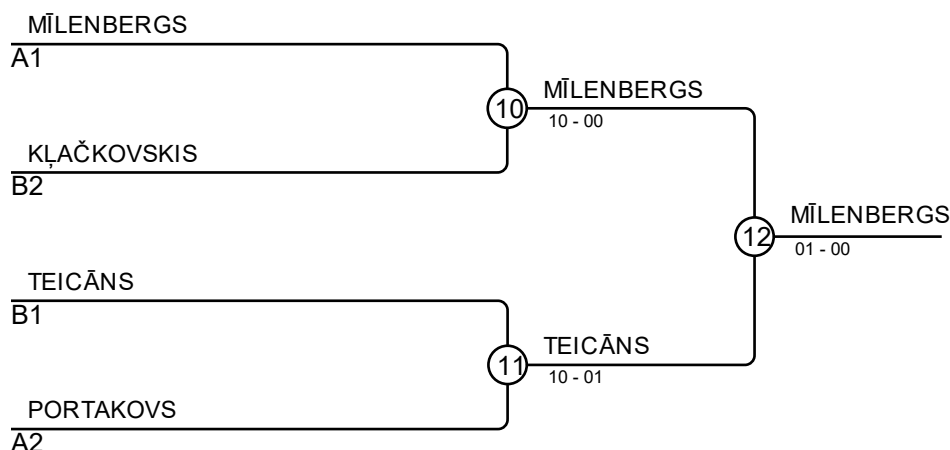 MĪLENBERGS
A1
10
MĪLENBERGS
10 - 00
KĻAČKOVSKIS
B2
12
MĪLENBERGS
01 - 00
TEICĀNS
B1
11
TEICĀNS
10 - 01
PORTAKOVS
A2